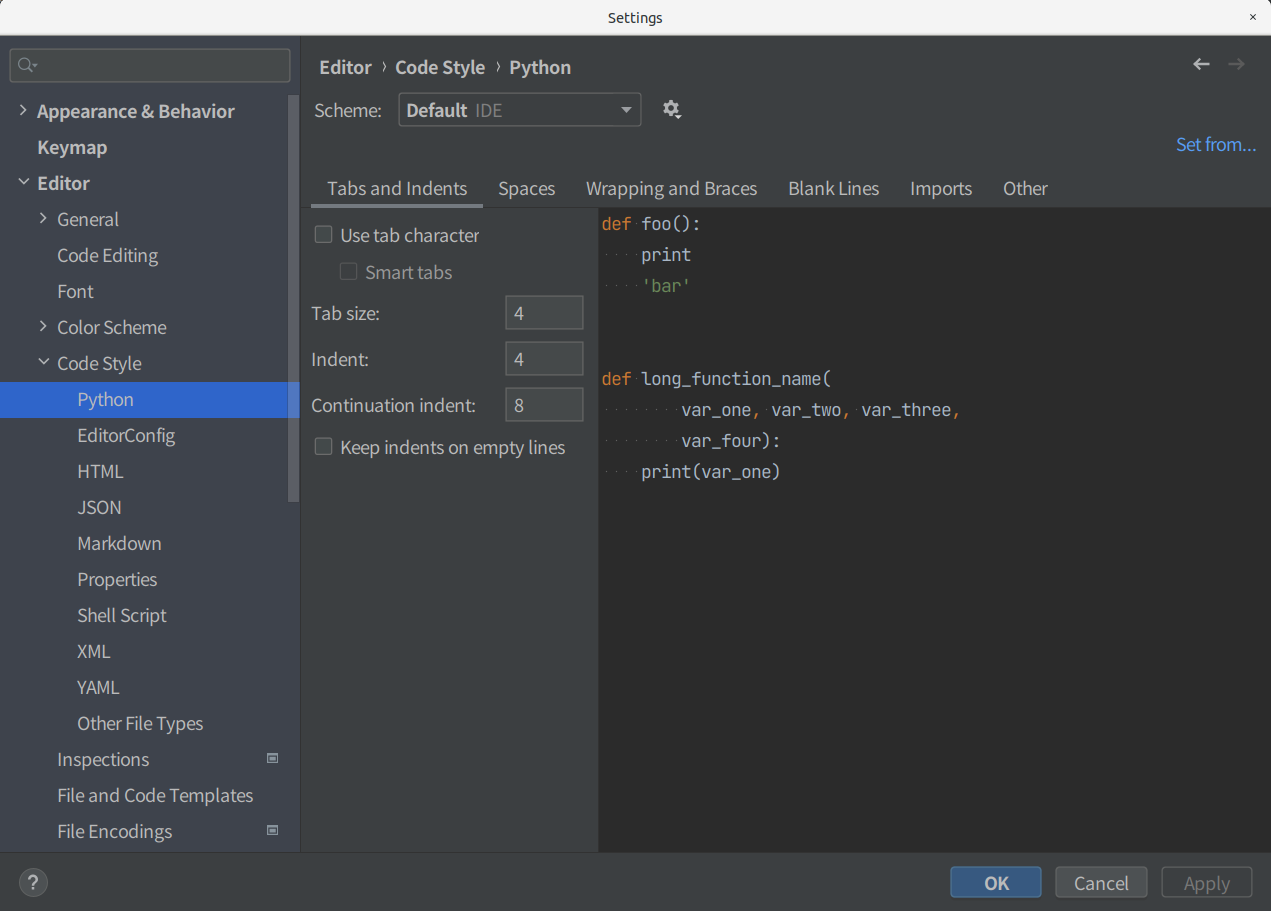 Settings
Editor › Code Style › Python
Scheme: Default IDE
Set from...
Appearance & Behavior
Keymap
Editor
General
Code Editing
Font
Color Scheme
Code Style
Python
EditorConfig
HTML
JSON
Markdown
Properties
Shell Script
XML
YAML
Other File Types
Inspections
File and Code Templates
File Encodings
Tabs and Indents Spaces Wrapping and Braces Blank Lines Imports Other
Use tab character
Smart tabs
Tab size: 4
Indent: 4
Continuation indent: 8
Keep indents on empty lines
def foo():
    print
    'bar'
def long_function_name(
        var_one, var_two, var_three,
        var_four):
    print(var_one)
?
OK Cancel Apply